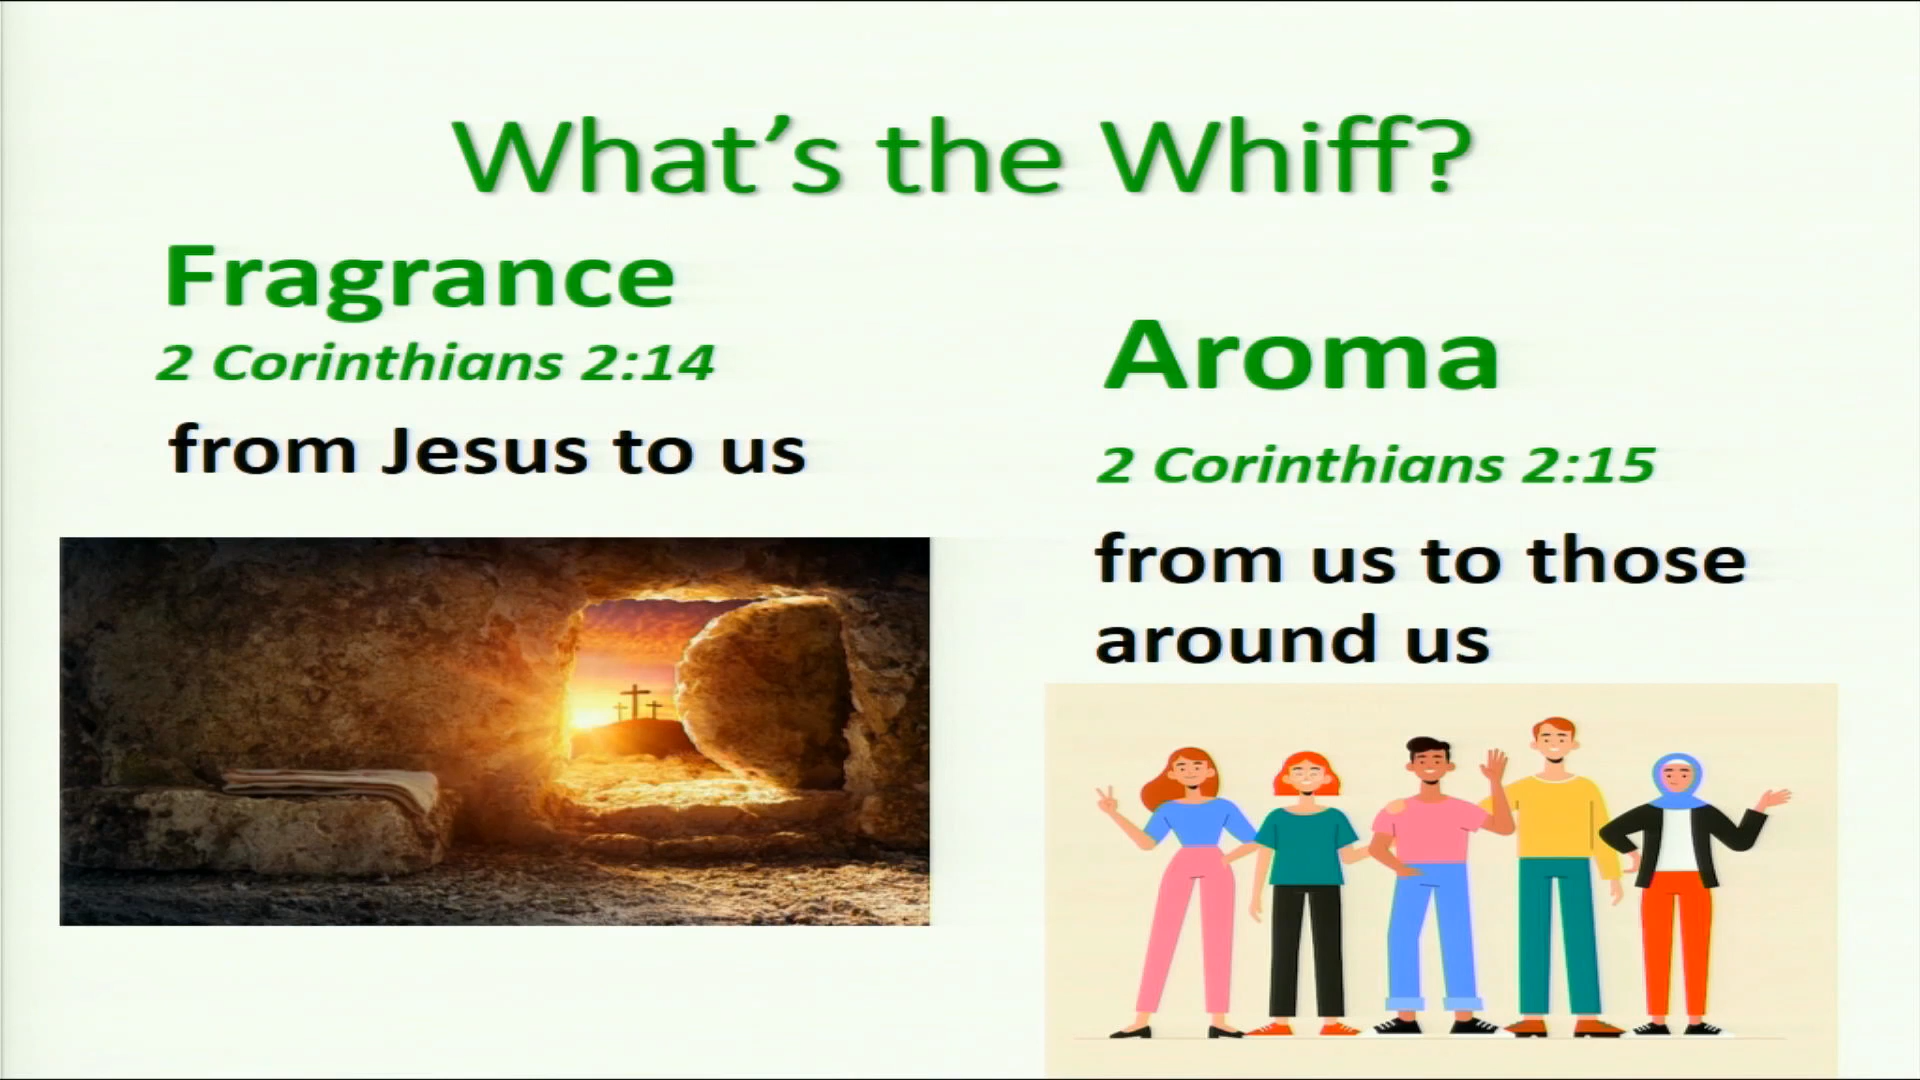 What’s the Whiff?
Fragrance
2 Corinthians 2:14
from Jesus to us
Aroma
2 Corinthians 2:15
from us to those
around us